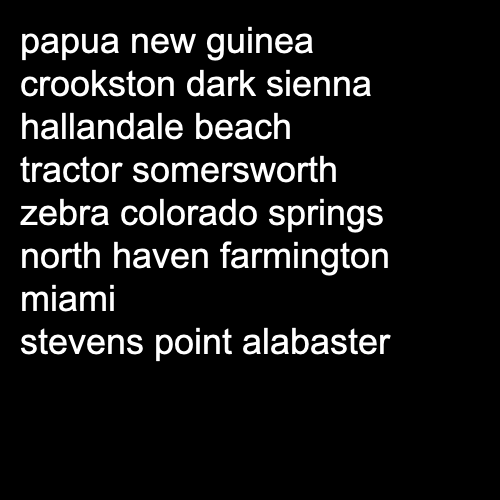 papua new guinea
crookston dark sienna
hallandale beach
tractor somersworth
zebra colorado springs
north haven farmington
miami
stevens point alabaster